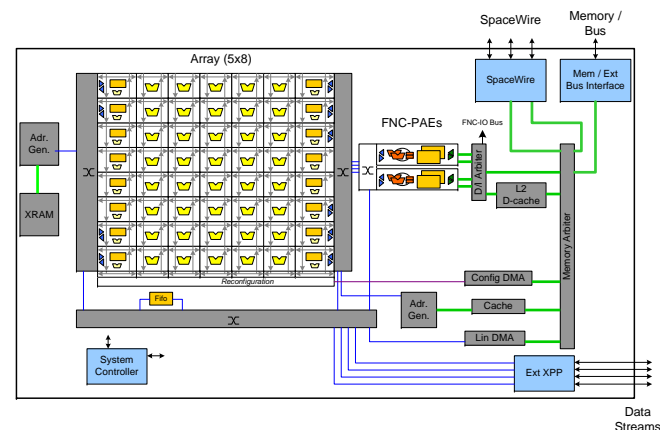 SpaceWire
Memory /
Bus
Array (5x8)
SpaceWire
Mem / Ext
Bus Interface
FNC-PAEs
FNC-IO Bus
Adr.
Gen.
D/I Arbiter
L2
D-cache
XRAM
Memory Arbiter
Reconfiguration
Config DMA
Fifo
Adr.
Gen.
Cache
Lin DMA
System
Controller
Ext XPP
Data
Streams